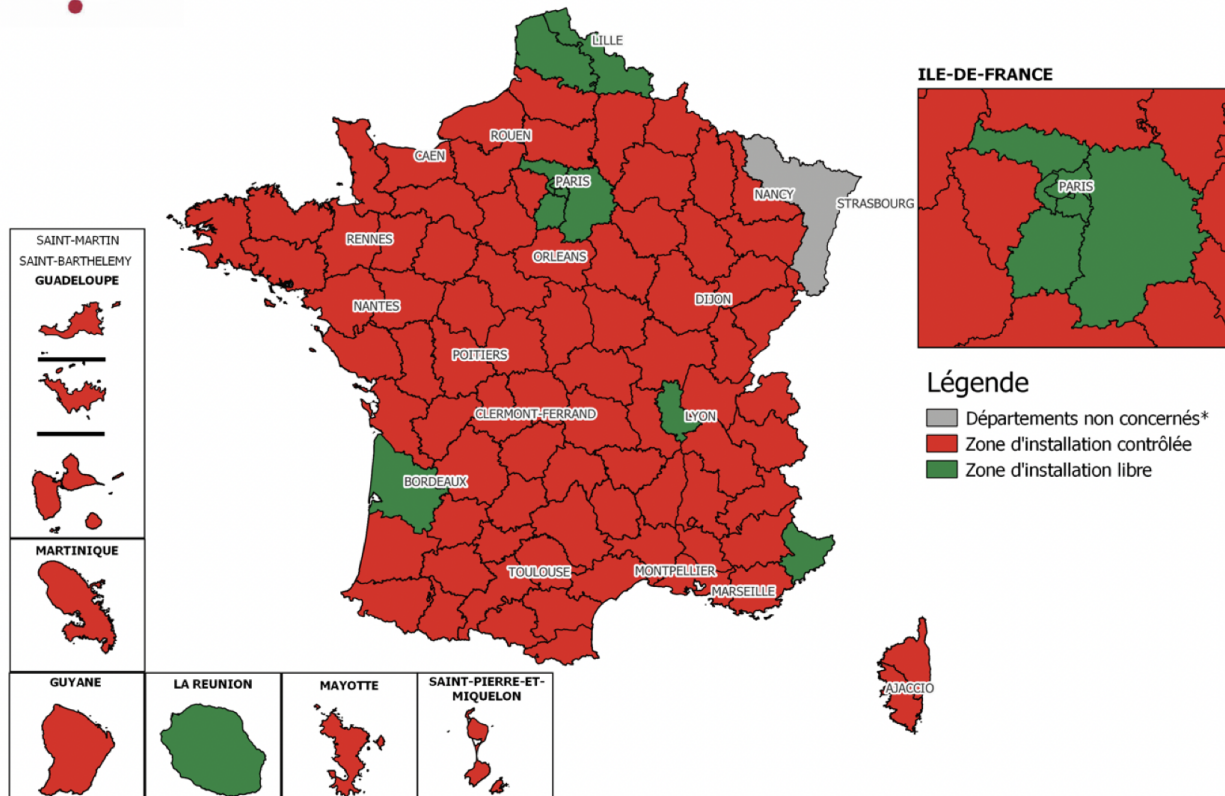 LILLE
ILE-DE-FRANCE
ROUEN
CAEN
PARIS
PARIS
NANCY
STRASBOURG
RENNES
ORLEANS
SAINT-MARTIN
SAINT-BARTHELEMY
GUADELOUPE
NANTES
DIJON
POITIERS
Légende
CLERMONT-FERRAND
LYON
Départements non concernés*
Zone d'installation contrôlée
Zone d'installation libre
BORDEAUX
MARTINIQUE
TOULOUSE
MONTPELLIER
MARSEILLE
AJACCIO
GUYANE
LA REUNION
MAYOTTE
SAINT-PIERRE-ET-
MIQUELON